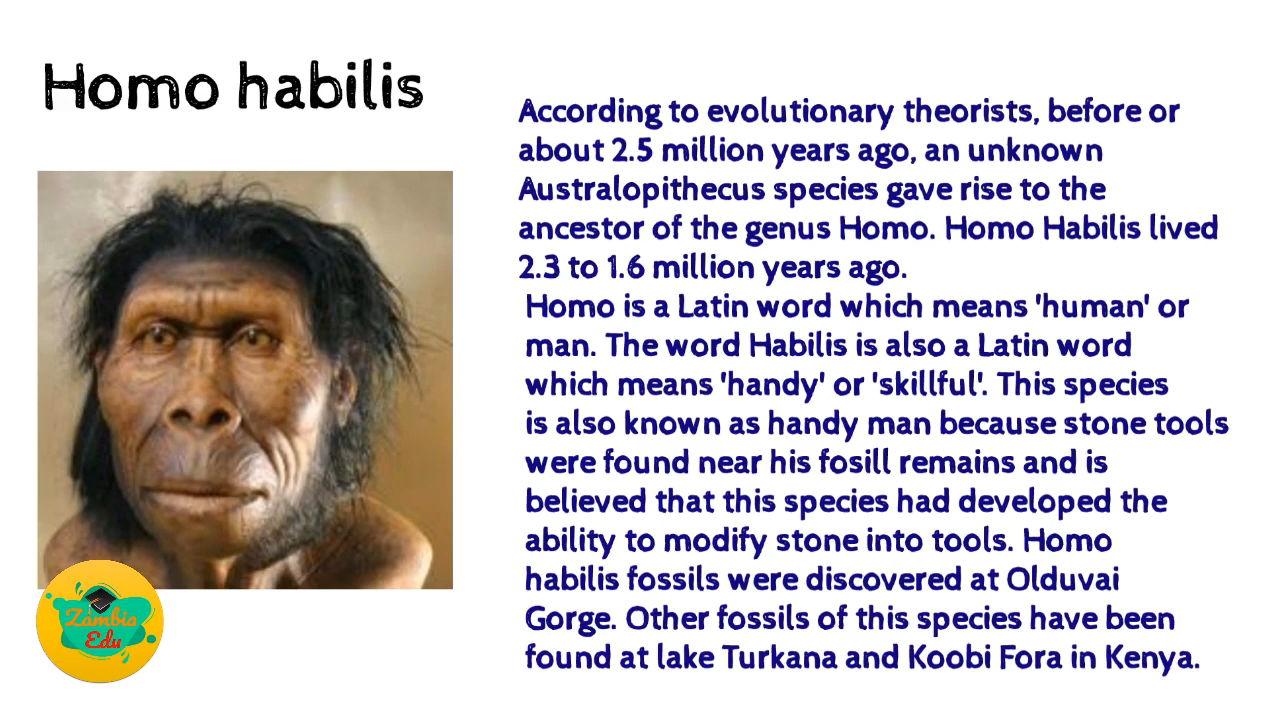 Homo habilis
According to evolutionary theorists, before or
about 2.5 million years ago, an unknown
Australopithecus species gave rise to the
ancestor of the genus Homo. Homo Habilis lived
2.3 to 1.6 million years ago.
Homo is a Latin word which means 'human' or
man. The word Habilis is also a Latin word
which means 'handy' or 'skillful'. This species
is also known as handy man because stone tools
were found near his fosill remains and is
believed that this species had developed the
ability to modify stone into tools. Homo
habilis fossils were discovered at Olduvai
Gorge. Other fossils of this species have been
found at lake Turkana and Koobi Fora in Kenya.
Zambia
Edu